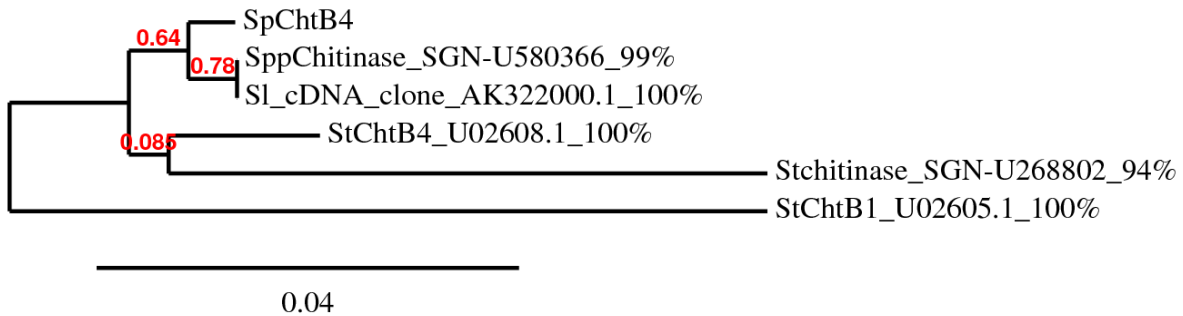 SpChtB4
0.64
SppChitinase_SGN-U580366_99%
0.78
Sl_cDNA_clone_AK322000.1_100%
StChtB4_U02608.1_100%
0.085
Stchitinase_SGN-U268802_94%
StChtB1_U02605.1_100%
0.04